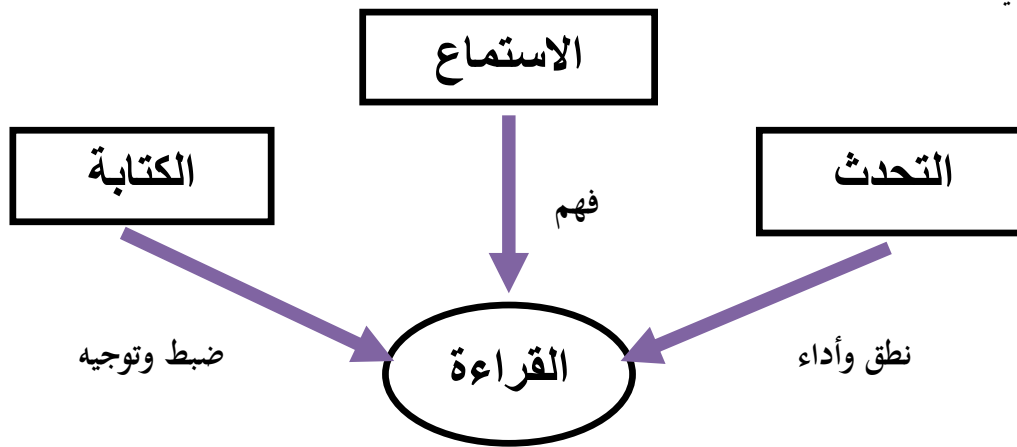 الاستماع
التحدث
الكتابة
فهم
نطق وأداء
ضبط وتوجيه
القراءة